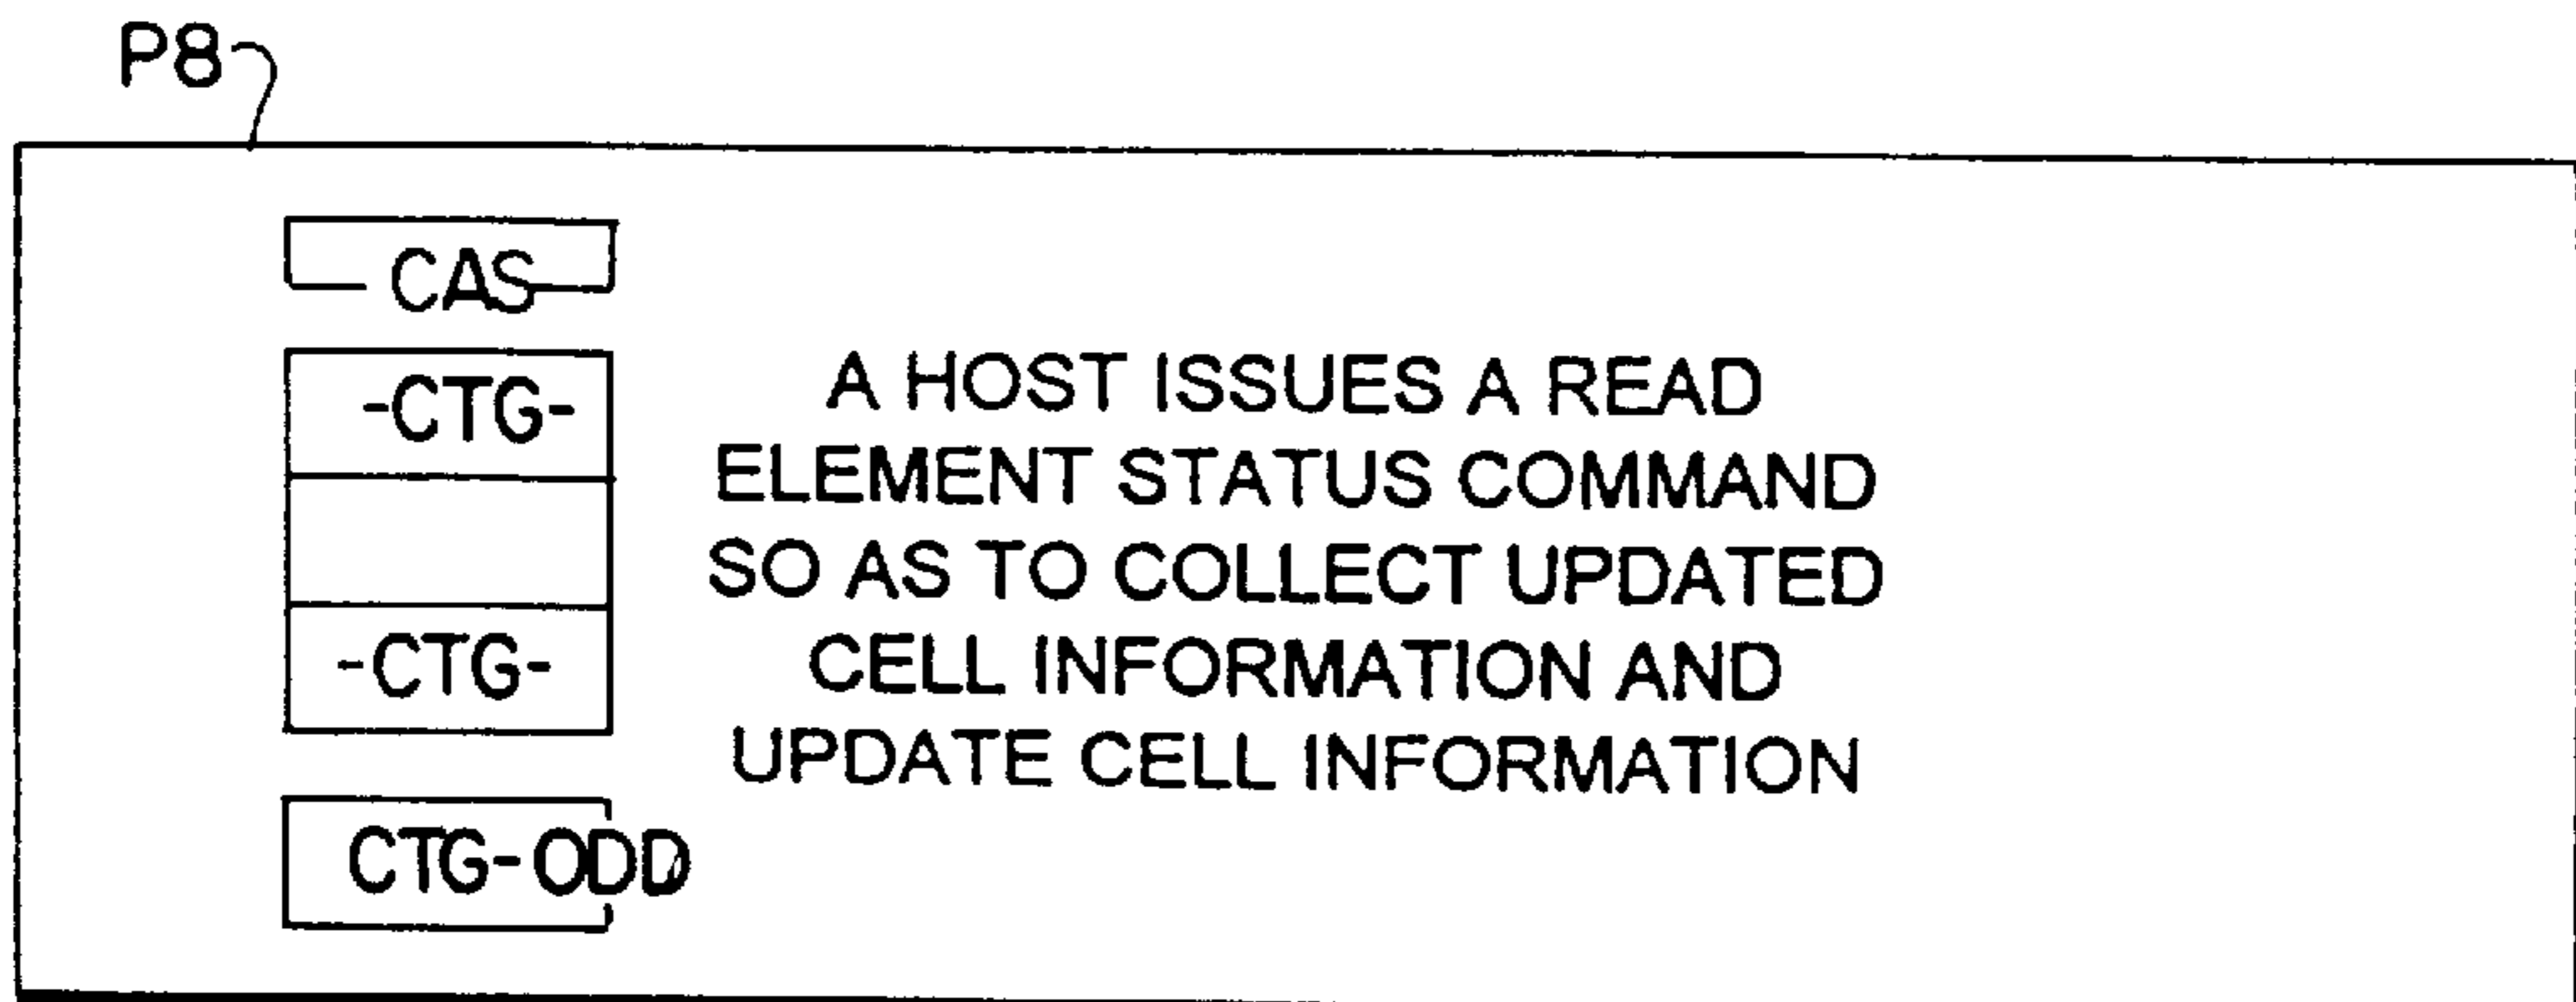 P8
CAS
-CTG-
-CTG-
CTG-ODD
A HOST ISSUES A READ
ELEMENT STATUS COMMAND
SO AS TO COLLECT UPDATED
CELL INFORMATION AND
UPDATE CELL INFORMATION